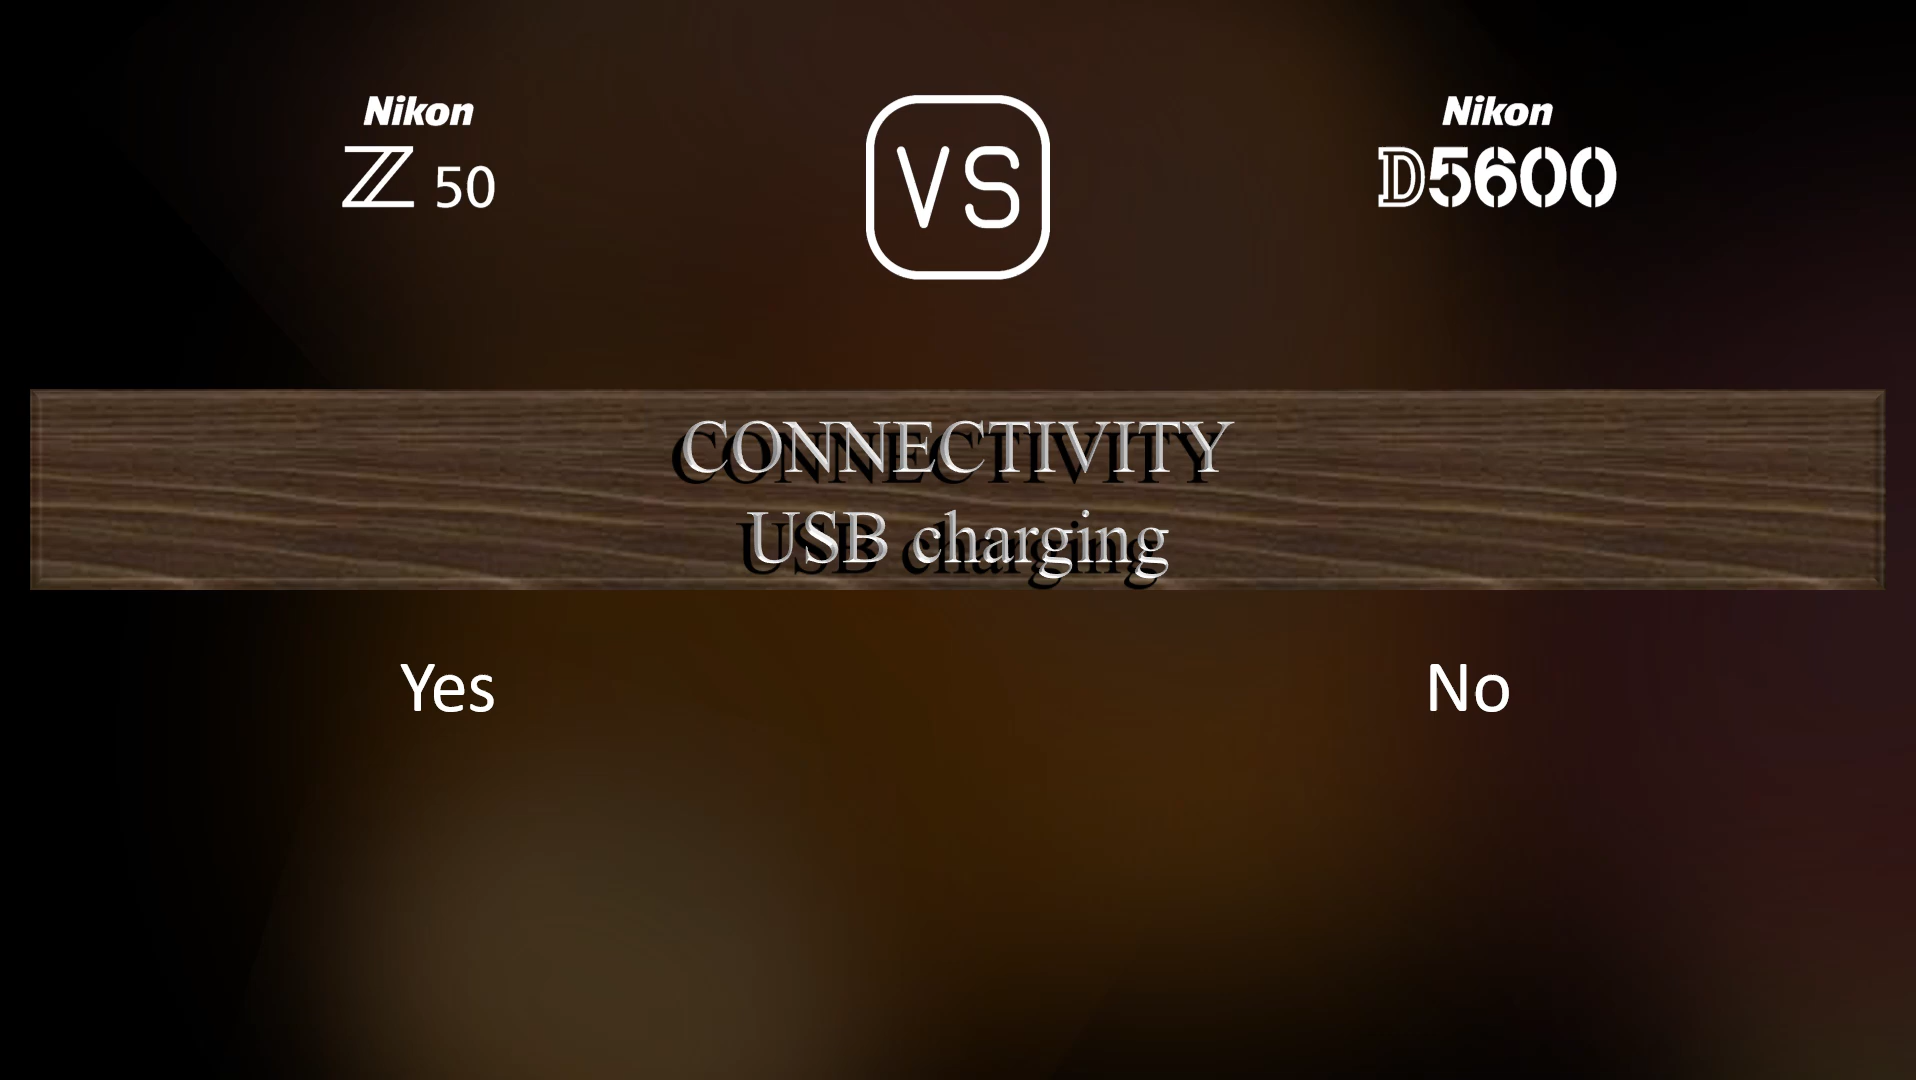 Nikon
Z 50
VS
Nikon
D5600
CONNECTIVITY
USB charging
Yes
No